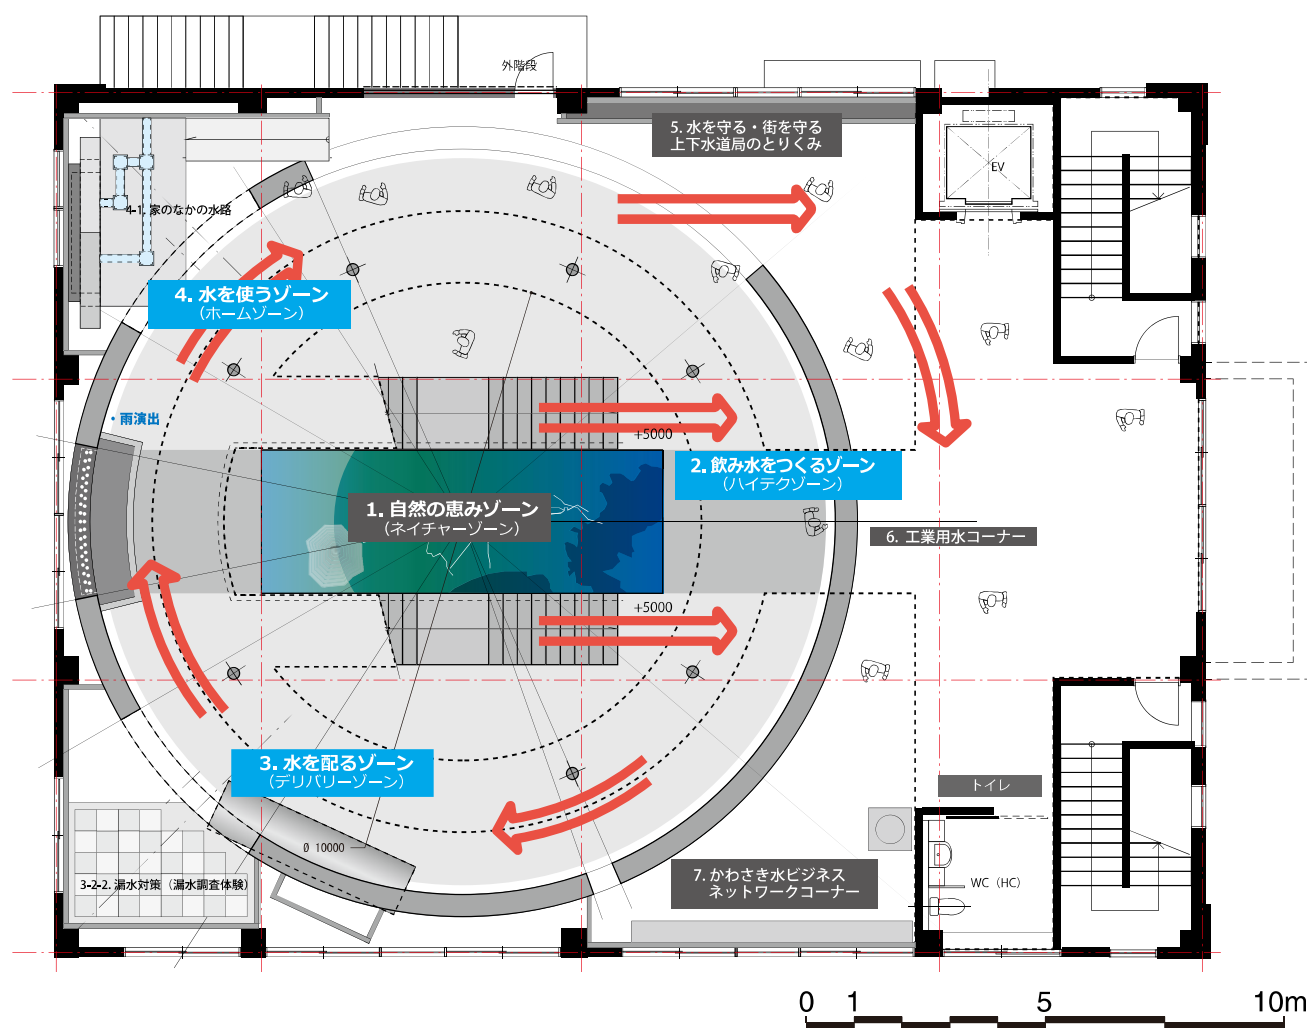 外階段
5. 水を守る・街を守る
上下水道局のとりくみ
EV
4-1. 家のなかの水路
4. 水を使うゾーン
（ホームゾーン）
・雨演出
+5000
2. 飲み水をつくるゾーン
（ハイテクゾーン）
1. 自然の恵みゾーン
（ネイチャーゾーン）
6. 工業用水コーナー
+5000
3. 水を配るゾーン
（デリバリーゾーン）
トイレ
Ø 10000
3-2-2. 漏水対策（漏水調査体験）
7. かわさき水ビジネス
ネットワークコーナー
WC（HC）
0 1 5 10m